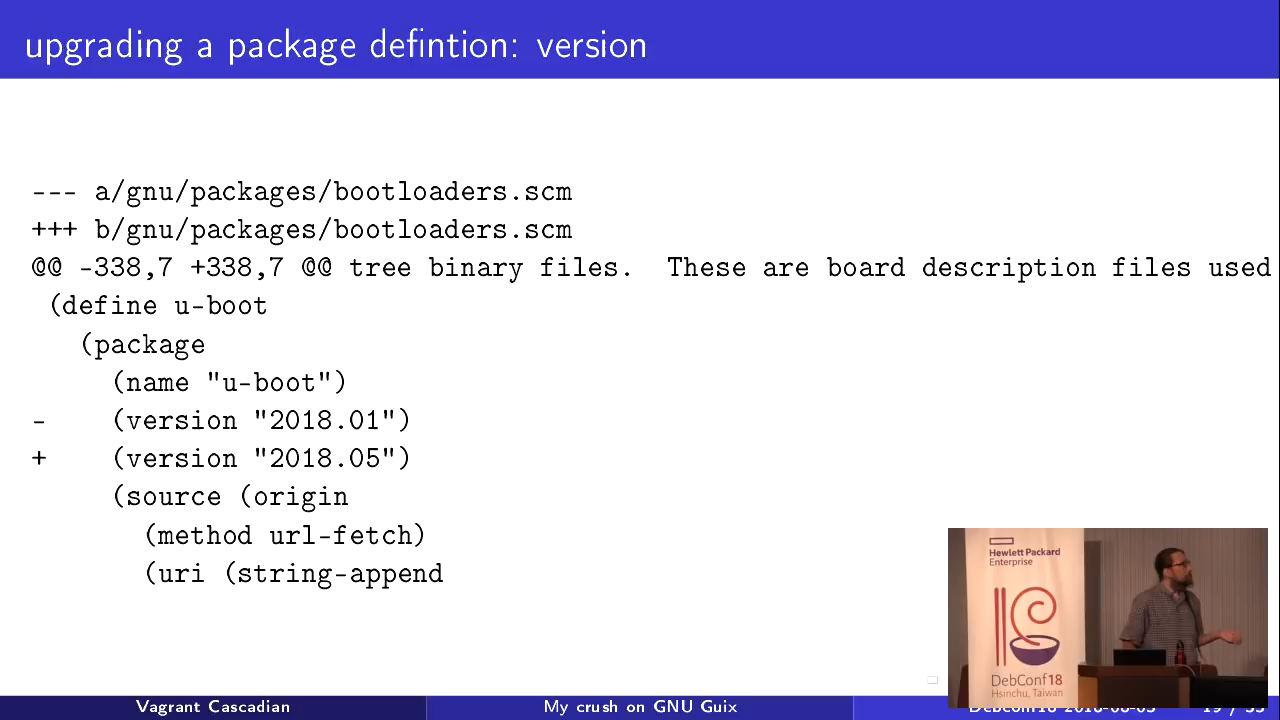 upgrading a package defintion: version
--- a/gnu/packages/bootloaders.scm
+++ b/gnu/packages/bootloaders.scm
@@ -338,7 +338,7 @@ tree binary files.  These are board description files used
 (define u-boot
   (package
     (name "u-boot")
-    (version "2018.01")
+    (version "2018.05")
     (source (origin
       (method url-fetch)
       (uri (string-append
Hewlett Packard
Enterprise
DebConf18
Hsinchu, Taiwan
Vagrant Cascadian
My crush on GNU Guix